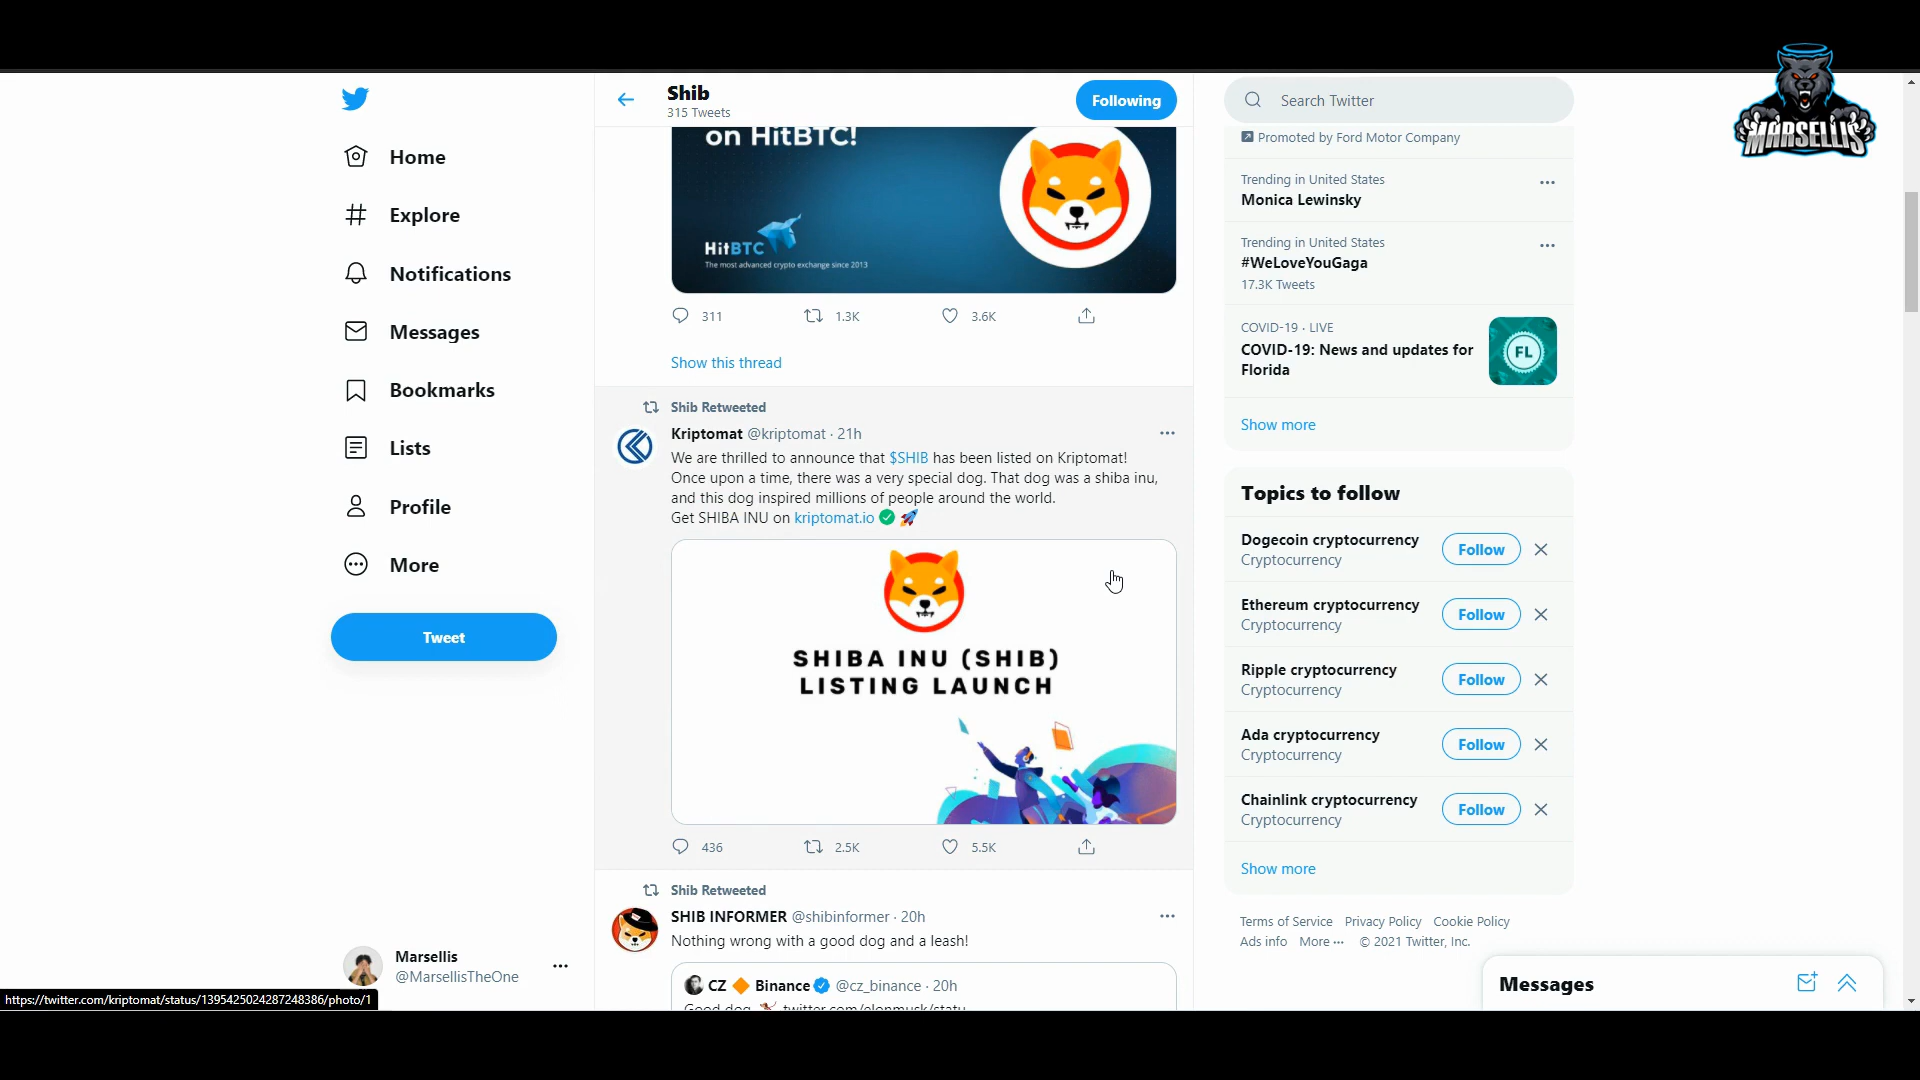 MARSELLIS
Home
Explore
Notifications
Messages
Bookmarks
Lists
Profile
More
Tweet
Marsellis
@MarsellisTheOne
https://twitter.com/kriptomat/status/1395425024287248386/photo/1
Shib
315 Tweets
Following
on HitBTC!
HitBTC
The most advanced crypto exchange since 2013
311 1.3K 3.6K
Show this thread
Shib Retweeted
Kriptomat @kriptomat · 21h
We are thrilled to announce that $SHIB has been listed on Kriptomat!
Once upon a time, there was a very special dog. That dog was a shiba inu,
and this dog inspired millions of people around the world.
Get SHIBA INU on kriptomat.io ✅ 🚀
SHIBA INU (SHIB)
LISTING LAUNCH
436 2.5K 5.5K
Shib Retweeted
SHIB INFORMER @shibinformer · 20h
Nothing wrong with a good dog and a leash!
CZ 🔶 Binance @cz_binance · 20h
Good dog twitter.com/elonmusk/statu
Search Twitter
Promoted by Ford Motor Company
Trending in United States
Monica Lewinsky
Trending in United States
#WeLoveYouGaga
17.3K Tweets
COVID-19 · LIVE
COVID-19: News and updates for
Florida
FL
Show more
Topics to follow
Dogecoin cryptocurrency
Cryptocurrency
Follow
Ethereum cryptocurrency
Cryptocurrency
Follow
Ripple cryptocurrency
Cryptocurrency
Follow
Ada cryptocurrency
Cryptocurrency
Follow
Chainlink cryptocurrency
Cryptocurrency
Follow
Show more
Terms of Service Privacy Policy Cookie Policy
Ads info More ··· © 2021 Twitter, Inc.
Messages